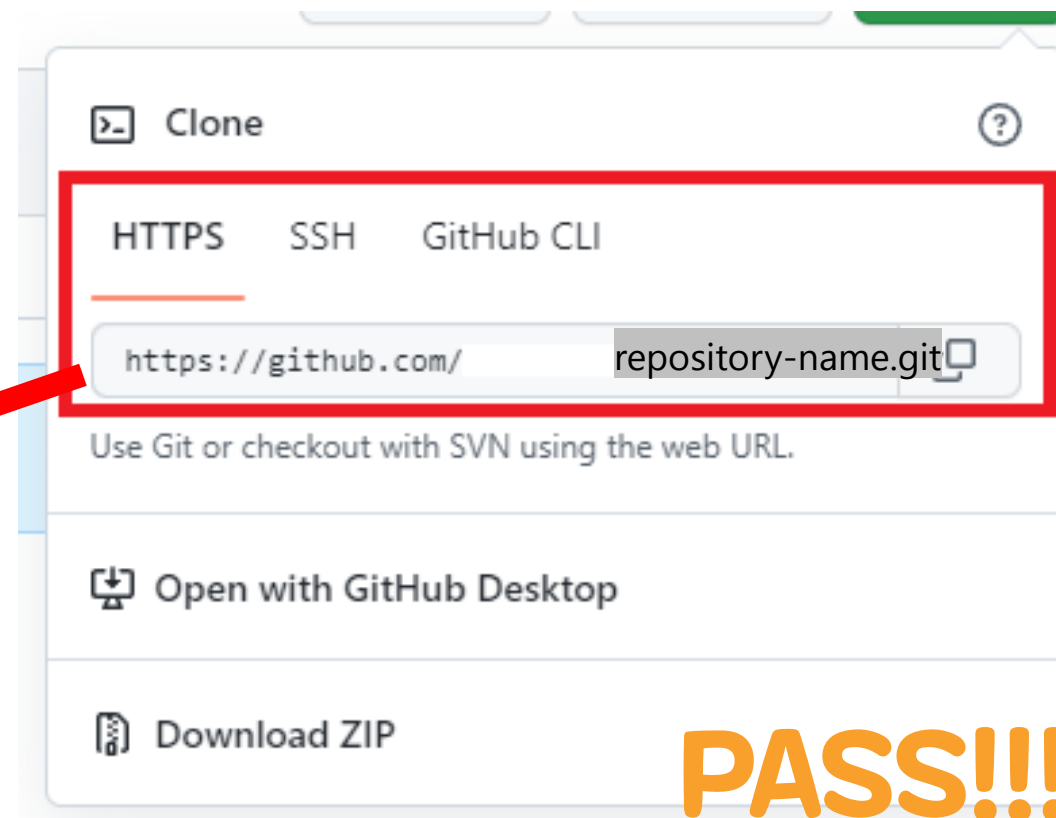 Clone
HTTPS SSH GitHub CLI
https://github.com/ repository-name.git
Use Git or checkout with SVN using the web URL.
Open with GitHub Desktop
Download ZIP
PASS!!!